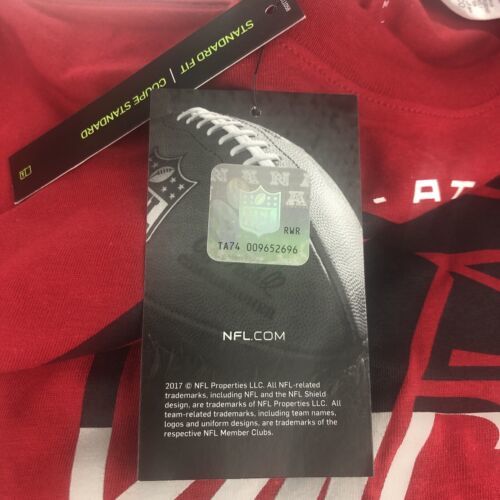 STANDARD FIT | COUPE STANDARD
NFL
RWR
TA74 009652696
NFL.COM
2017 © NFL Properties LLC. All NFL-related
trademarks, including NFL and the NFL Shield
design, are trademarks of NFL Properties LLC. All
team-related trademarks, including team names,
logos and uniform designs, are trademarks of the
respective NFL Member Clubs.